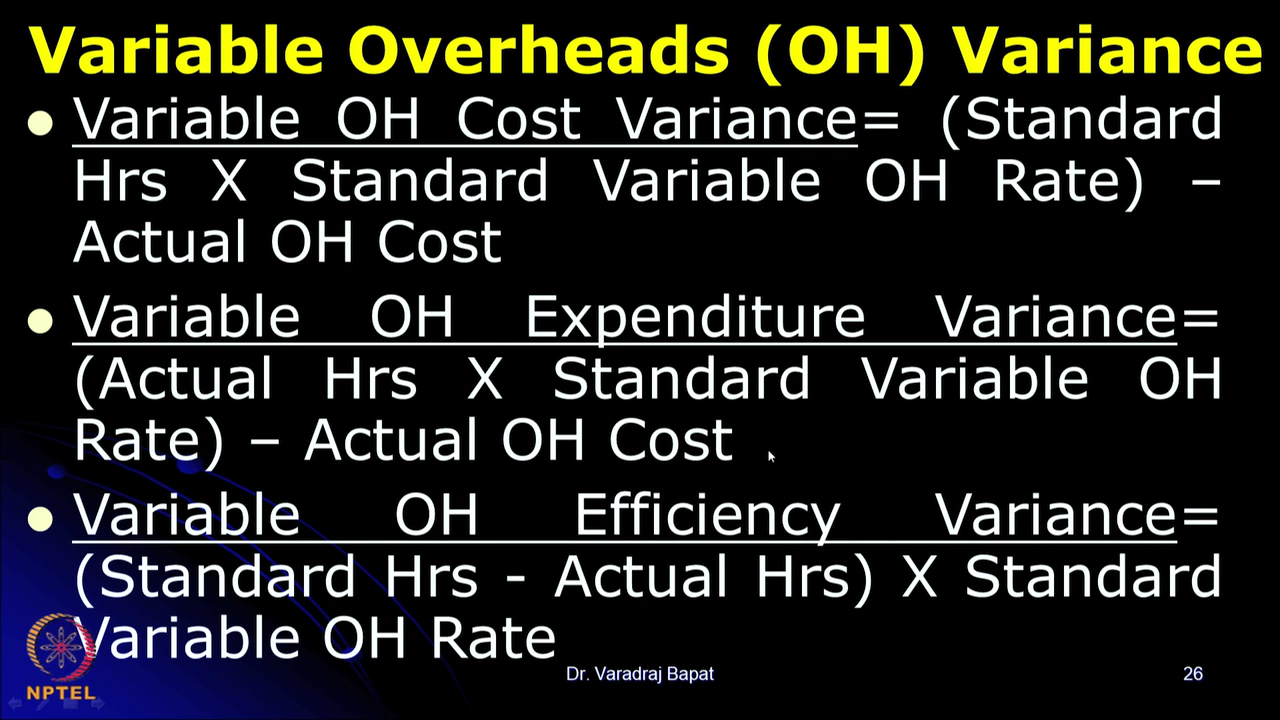 Variable Overheads (OH) Variance
Variable OH Cost Variance= (Standard
Hrs X Standard Variable OH Rate) –
Actual OH Cost
Variable OH Expenditure Variance=
(Actual Hrs X Standard Variable OH
Rate) – Actual OH Cost
Variable OH Efficiency Variance=
(Standard Hrs - Actual Hrs) X Standard
Variable OH Rate
Dr. Varadraj Bapat
26
NPTEL